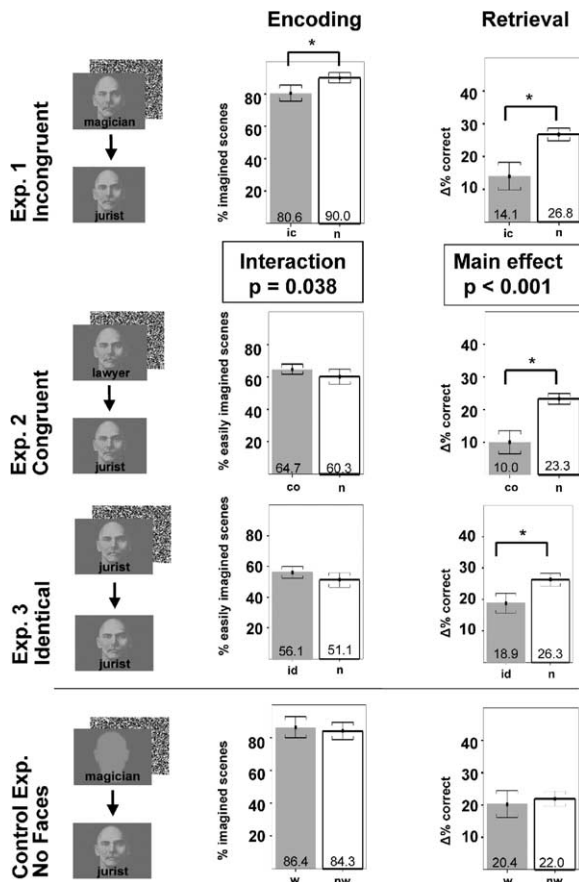 Encoding
Retrieval
Exp. 1
Incongruent
magician
jurist
% imagined scenes
80
60
40
20
*
80.6
90.0
ic
n
Δ% correct
40
30
20
10
*
14.1
26.8
ic
n
Interaction
p = 0.038
Main effect
p < 0.001
Exp. 2
Congruent
lawyer
jurist
% easily imagined scenes
80
60
40
20
64.7
60.3
co
n
Δ% correct
40
30
20
10
*
10.0
23.3
co
n
Exp. 3
Identical
jurist
jurist
% easily imagined scenes
80
60
40
20
56.1
51.1
id
n
Δ% correct
40
30
20
10
*
18.9
26.3
id
n
Control Exp.
No Faces
magician
jurist
% imagined scenes
80
60
40
20
86.4
84.3
w
nw
Δ% correct
40
30
20
10
20.4
22.0
w
nw